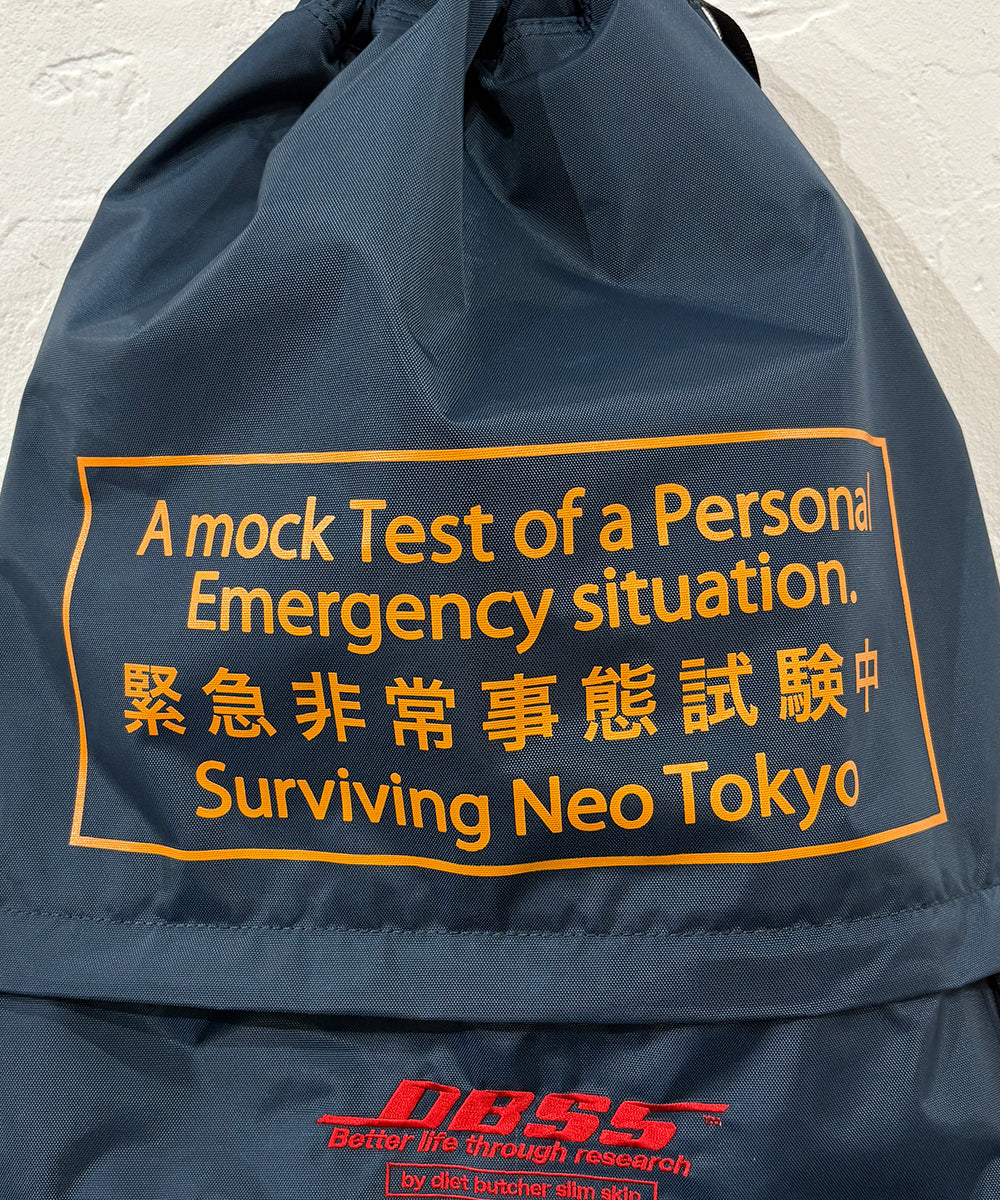 A mock Test of a Personal
Emergency situation.
緊急非常事態試験中
Surviving Neo Tokyo
DBSS™
Better life through research
by diet butcher slim skin